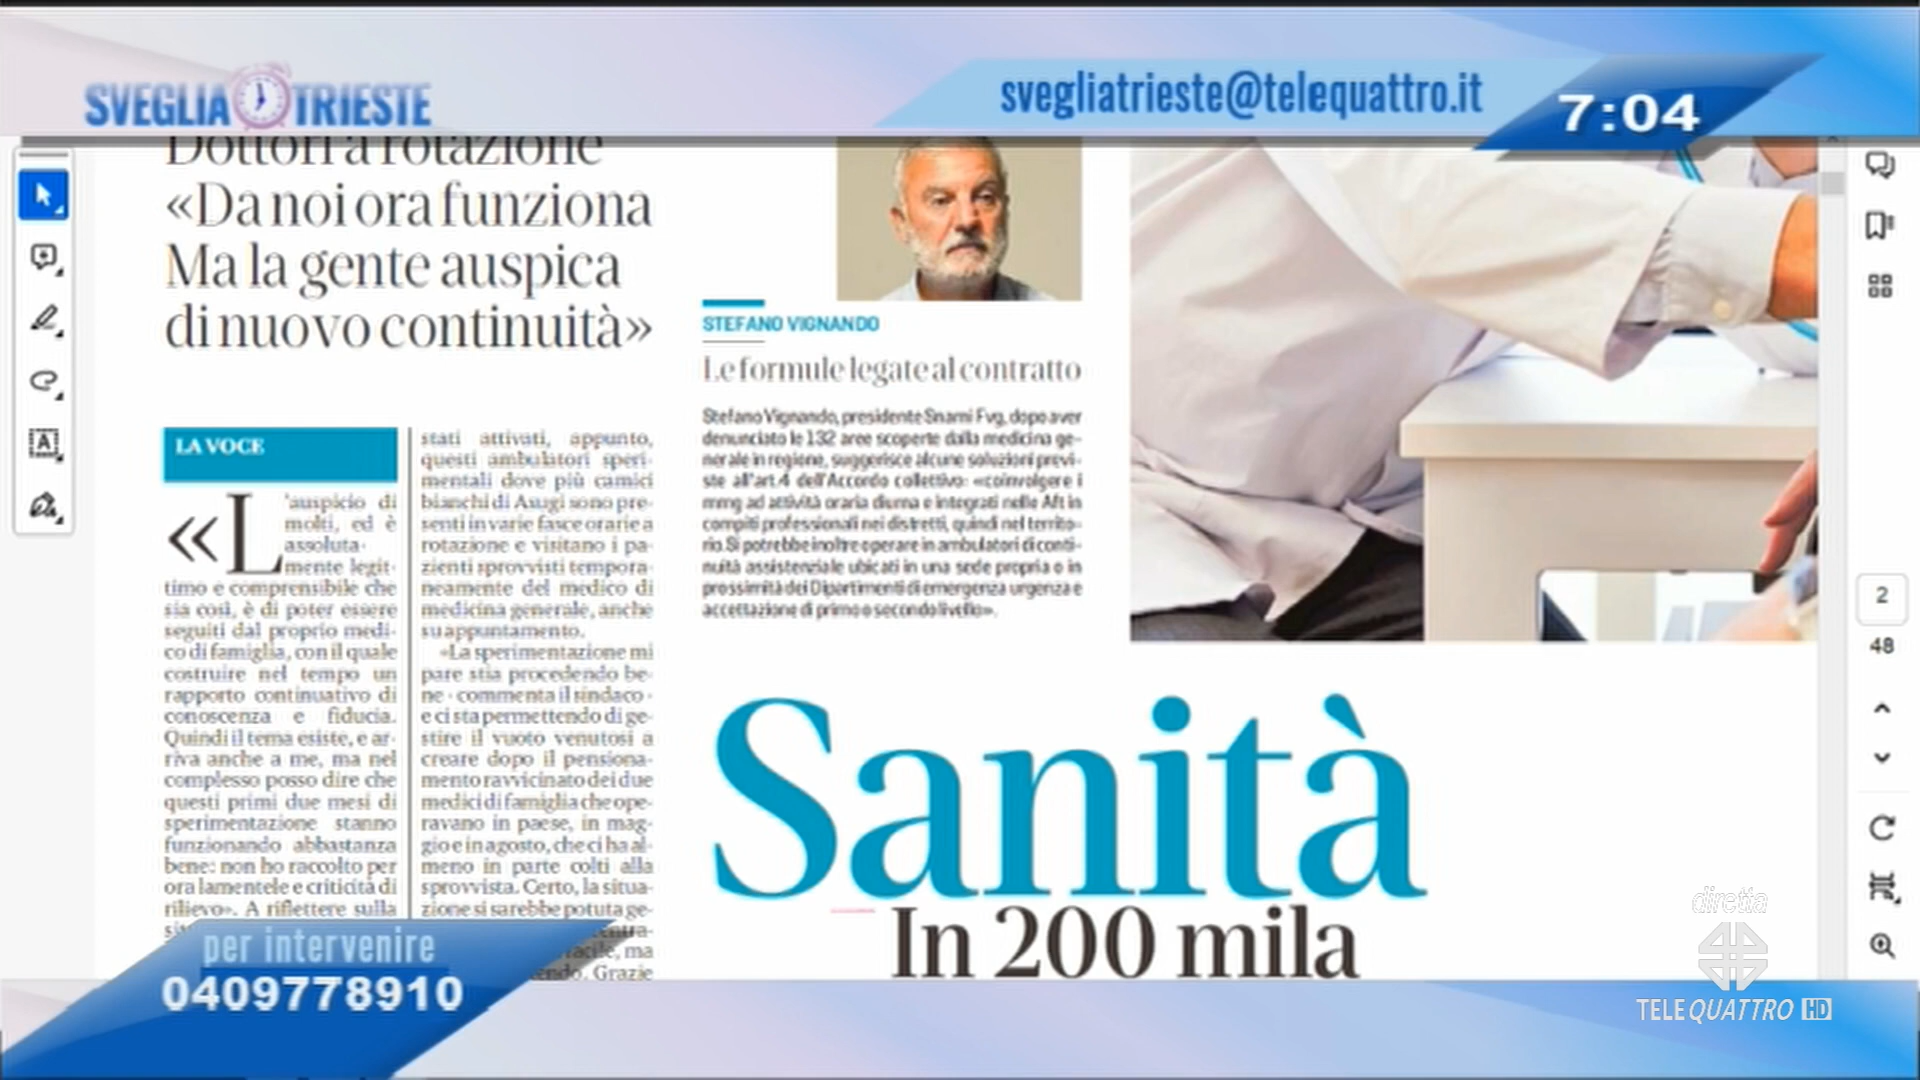 SVEGLIA TRIESTE
svegliatrieste@telequattro.it
7:04
Dottori a rotazione
«Da noi ora funziona
Ma la gente auspica
di nuovo continuità»
LA VOCE
«L'auspicio di
molti, ed è
assoluta-
mente legit-
timo e comprensibile che
sia così, è di poter essere
seguiti dal proprio medi-
co di famiglia, con il quale
costruire nel tempo un
rapporto continuativo di
conoscenza e fiducia.
Quindi il tema esiste, e ar-
riva anche a me, ma nel
complesso posso dire che
questi primi due mesi di
sperimentazione stanno
funzionando abbastanza
bene: non ho raccolto per
ora lamentele e criticità di
rilievo». A riflettere sulla
stati attivati, appunto,
questi ambulatori speri-
mentali dove più camici
bianchi di Asugi sono pre-
senti in varie fasce orarie a
rotazione e visitano i pa-
zienti sprovvisti tempora-
neamente del medico di
medicina generale, anche
su appuntamento.
«La sperimentazione mi
pare stia procedendo be-
ne - commenta il sindaco -
e ci sta permettendo di ge-
stire il vuoto venutosi a
creare dopo il pensiona-
mento ravvicinato dei due
medici di famiglia che ope-
ravano in paese, in mag-
gio e in agosto, che ci ha al-
meno in parte colti alla
sprovvista. Certo, la situa-
zione si sarebbe potuta ge-
ma
Grazie
STEFANO VIGNANDO
Le formule legate al contratto
Stefano Vignando, presidente Snami Fvg, dopo aver
denunciato le 132 aree scoperte dalla medicina ge-
nerale in regione, suggerisce alcune soluzioni previ-
ste all'art.4 dell'Accordo collettivo: «coinvolgere i
mmg ad attività oraria diurna e integrati nelle Aft in
compiti professionali nei distretti, quindi nel territo-
rio. Si potrebbe inoltre operare in ambulatori di conti-
nuità assistenziale ubicati in una sede propria o in
prossimità dei Dipartimenti di emergenza urgenza e
accettazione di primo o secondo livello».
Sanità
In 200 mila
2
48
per intervenire
0409778910
diretta
TELEQUATTRO HD